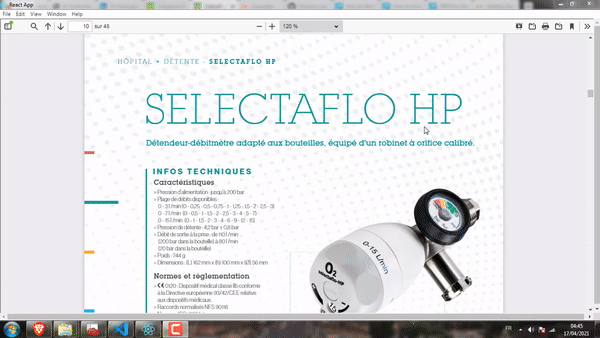 React App
File Edit View History Bookmarks Tools Help
10 sur 45
120 %
HÔPITAL • DÉTENTE - SELECTAFLO HP
SELECTAFLO HP
Détendeur-débitmètre adapté aux bouteilles, équipé d'un robinet à orifice calibré.
INFOS TECHNIQUES
Caractéristiques
> Pression d'alimentation : jusqu'à 200 bar
> Plage de débits disponibles :
0 - 3 l/min (0 - 0,25 - 0,5 - 0,75 - 1 - 1,25 - 1,5 - 2 - 2,5 - 3)
0 - 7 l/min (0 - 0,5 - 1 - 1,5 - 2 - 3 - 4 - 5 - 7)
0 - 15 l/min (0 - 1 - 1,5 - 2 - 3 - 4 - 6 - 9 - 12 - 15)
> Pression de détente : 4,2 bar ± 0,8 bar
> Débit de sortie à la prise : de 110 l/min
(200 bar dans la bouteille) à 80 l/min
(20 bar dans la bouteille)
> Poids : 744 g
> Dimensions : (L) 162 mm x (h) 100 mm x (Ø) 56 mm
0-15 L/min
O2
Normes et réglementation
> CE 0120 : Dispositif médical classe IIb conforme
à la Directive européenne 93/42/CEE relative
aux dispositifs médicaux.
> Raccords normalisés NFS 90116
FR
04:45
17/04/2021